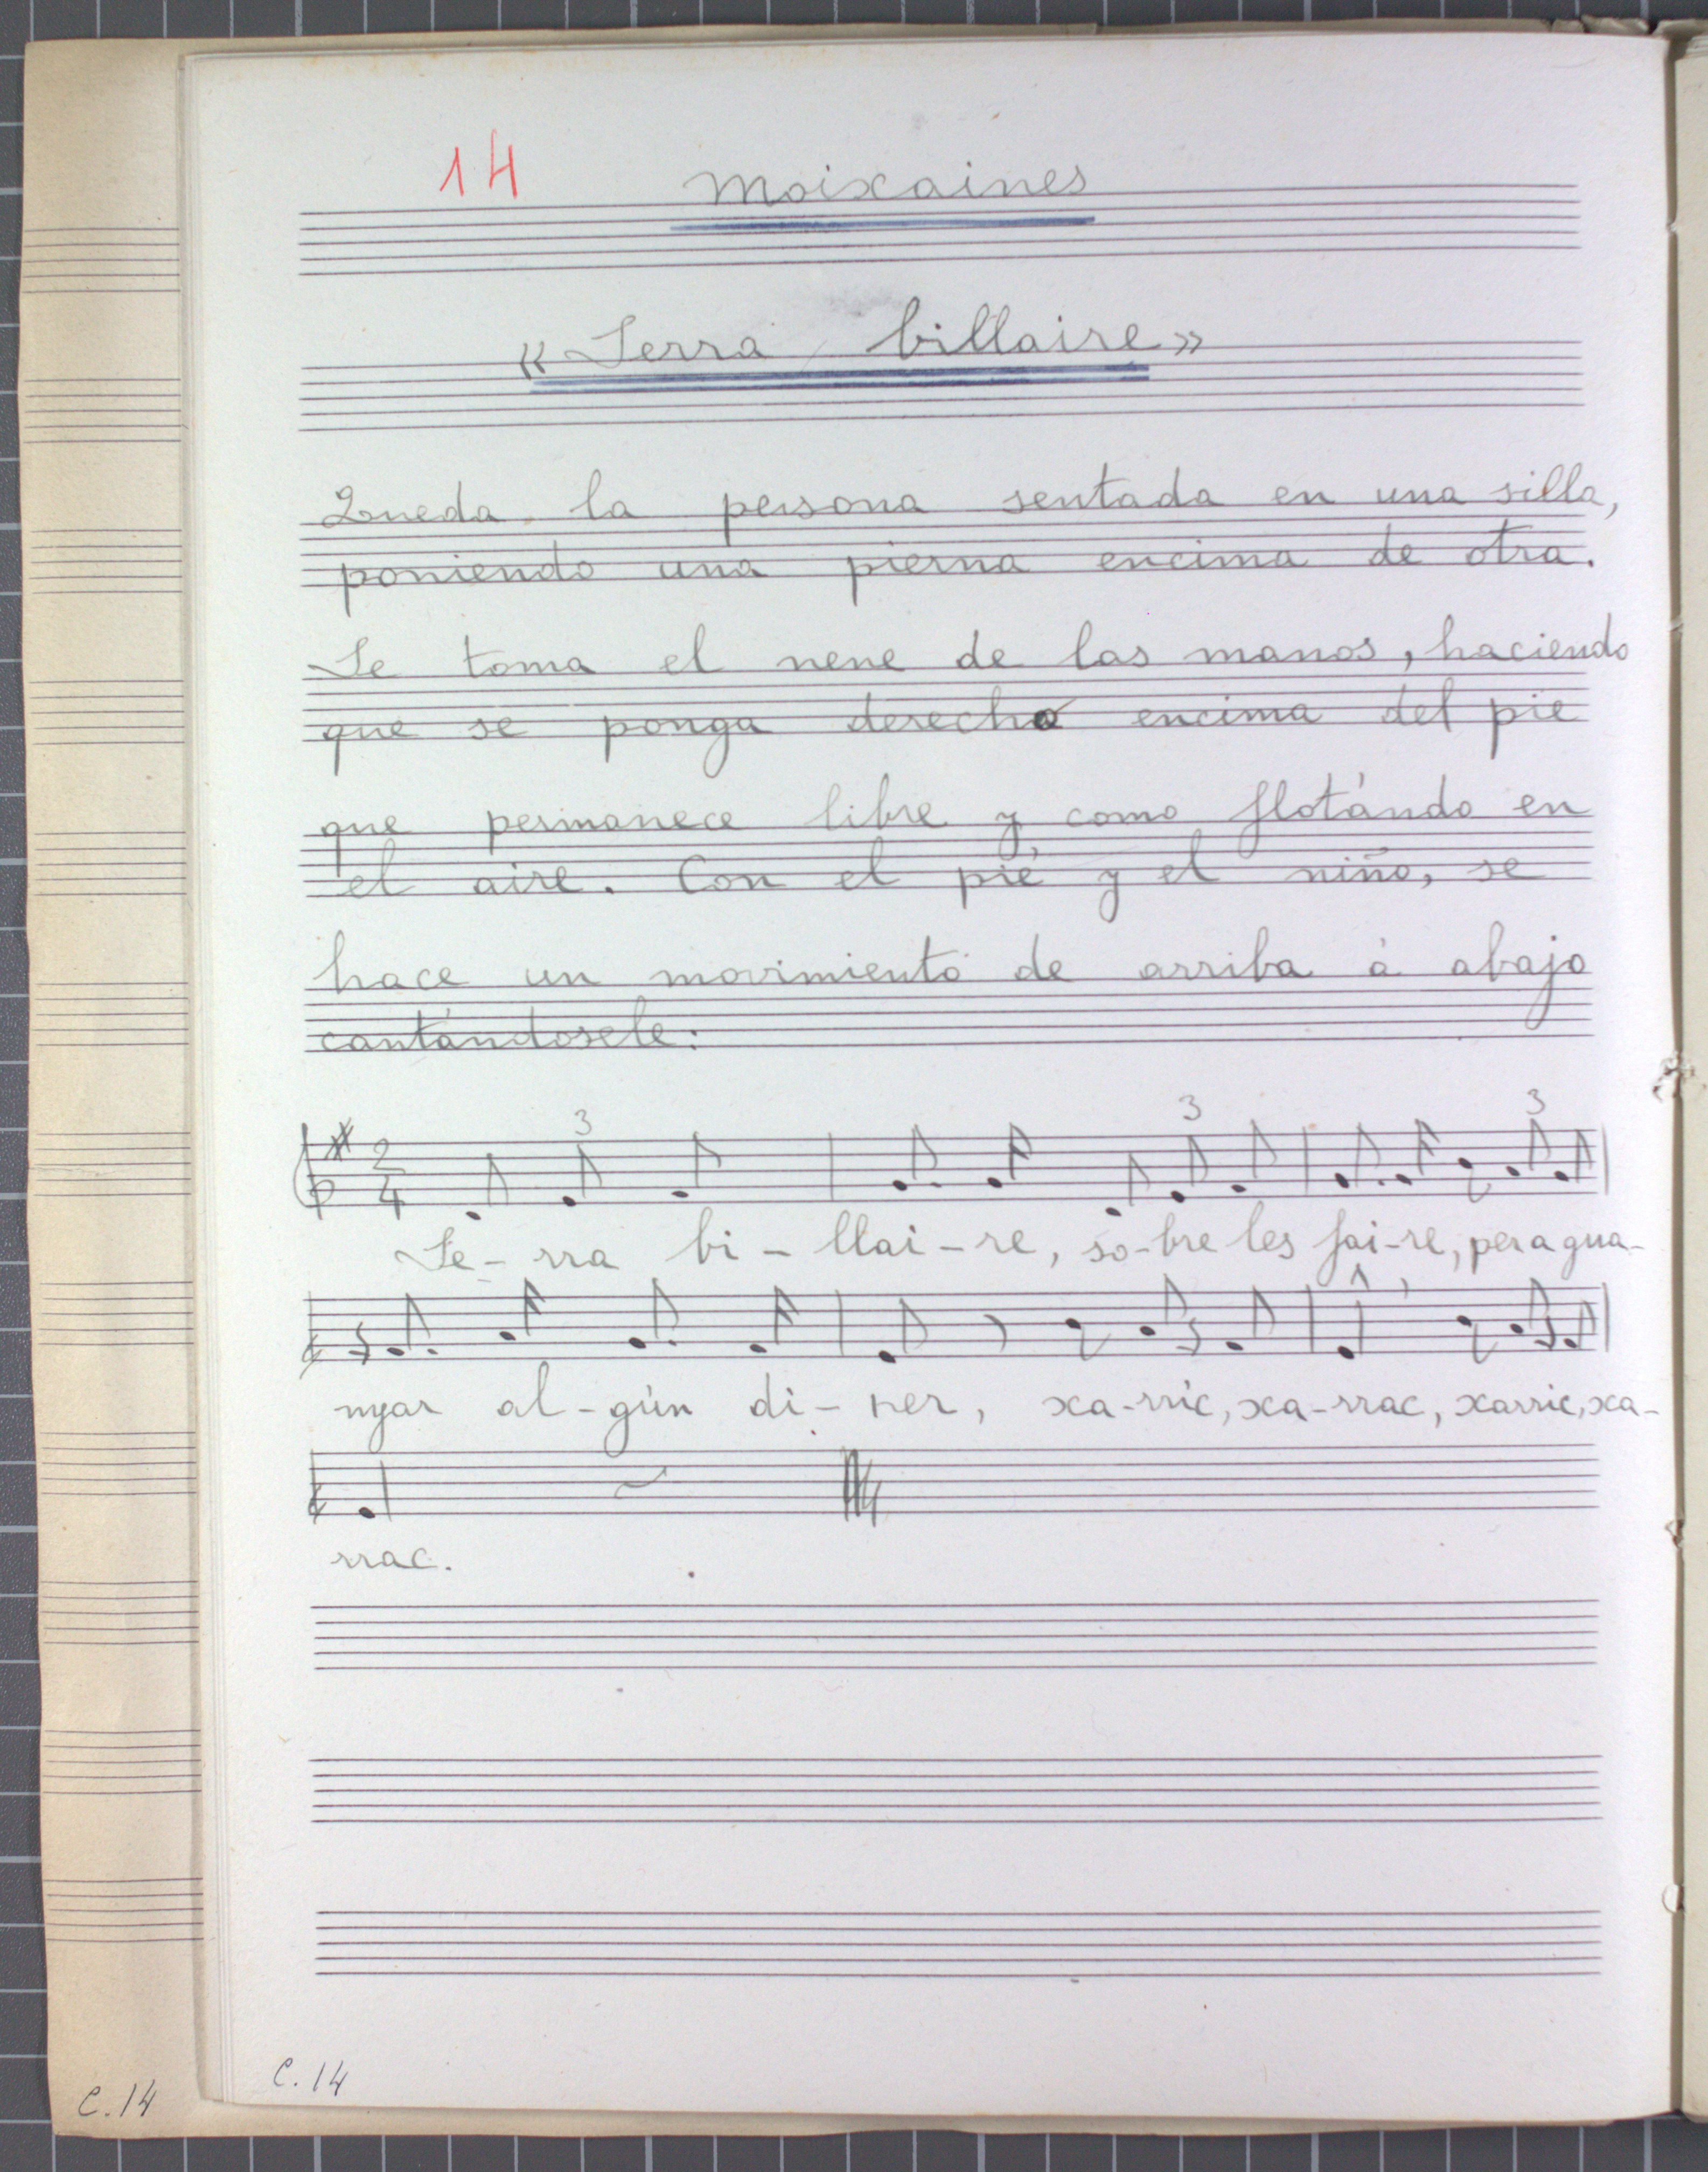 14 Moixaines
«Serra billaire»
Queda la persona sentada en una silla,
poniendo una pierna encima de otra.
Se toma el nene de las manos, haciendo
que se ponga derecho encima del pie
que permanece libre y como flotándo en
el aire. Con el pié y el niño, se
hace un movimiento de arriba á abajo
cantándosele:
3 3 3
2
4
Se-rra bi-llai-re, so-bre les fai-re, per a gua-
nyar al-gún di-ner, xa-rric, xa-rrac, xarric, xa-
rrac.
C.14
C.14